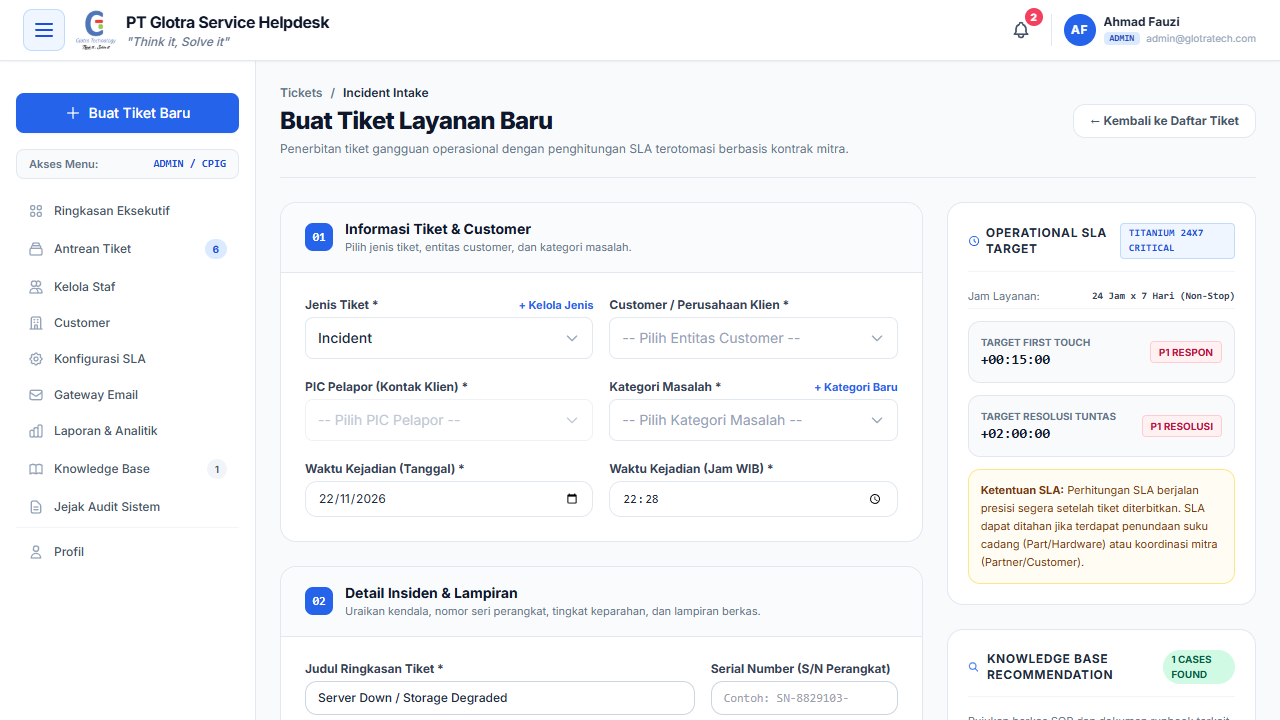 PT Glotra Service Helpdesk
"Think it, Solve it"
2
AF
Ahmad Fauzi
ADMIN admin@glotratech.com
Buat Tiket Baru
Akses Menu: ADMIN / CPIG
Ringkasan Eksekutif
Antrean Tiket 6
Kelola Staf
Customer
Konfigurasi SLA
Gateway Email
Laporan & Analitik
Knowledge Base 1
Jejak Audit Sistem
Profil
Tickets / Incident Intake
Buat Tiket Layanan Baru
Penerbitan tiket gangguan operasional dengan penghitungan SLA terotomasi berbasis kontrak mitra.
← Kembali ke Daftar Tiket
01
Informasi Tiket & Customer
Pilih jenis tiket, entitas customer, dan kategori masalah.
Jenis Tiket * + Kelola Jenis
Incident
Customer / Perusahaan Klien *
-- Pilih Entitas Customer --
PIC Pelapor (Kontak Klien) *
-- Pilih PIC Pelapor --
Kategori Masalah * + Kategori Baru
-- Pilih Kategori Masalah --
Waktu Kejadian (Tanggal) *
22/11/2026
Waktu Kejadian (Jam WIB) *
22:28
02
Detail Insiden & Lampiran
Uraikan kendala, nomor seri perangkat, tingkat keparahan, dan lampiran berkas.
Judul Ringkasan Tiket *
Server Down / Storage Degraded
Serial Number (S/N Perangkat)
Contoh: SN-8829103-
OPERATIONAL SLA
TARGET
TITANIUM 24X7
CRITICAL
Jam Layanan: 24 Jam x 7 Hari (Non-Stop)
TARGET FIRST TOUCH
+00:15:00
P1 RESPON
TARGET RESOLUSI TUNTAS
+02:00:00
P1 RESOLUSI
Ketentuan SLA: Perhitungan SLA berjalan
presisi segera setelah tiket diterbitkan. SLA
dapat ditahan jika terdapat penundaan suku
cadang (Part/Hardware) atau koordinasi mitra
(Partner/Customer).
KNOWLEDGE BASE
RECOMMENDATION
1 CASES
FOUND